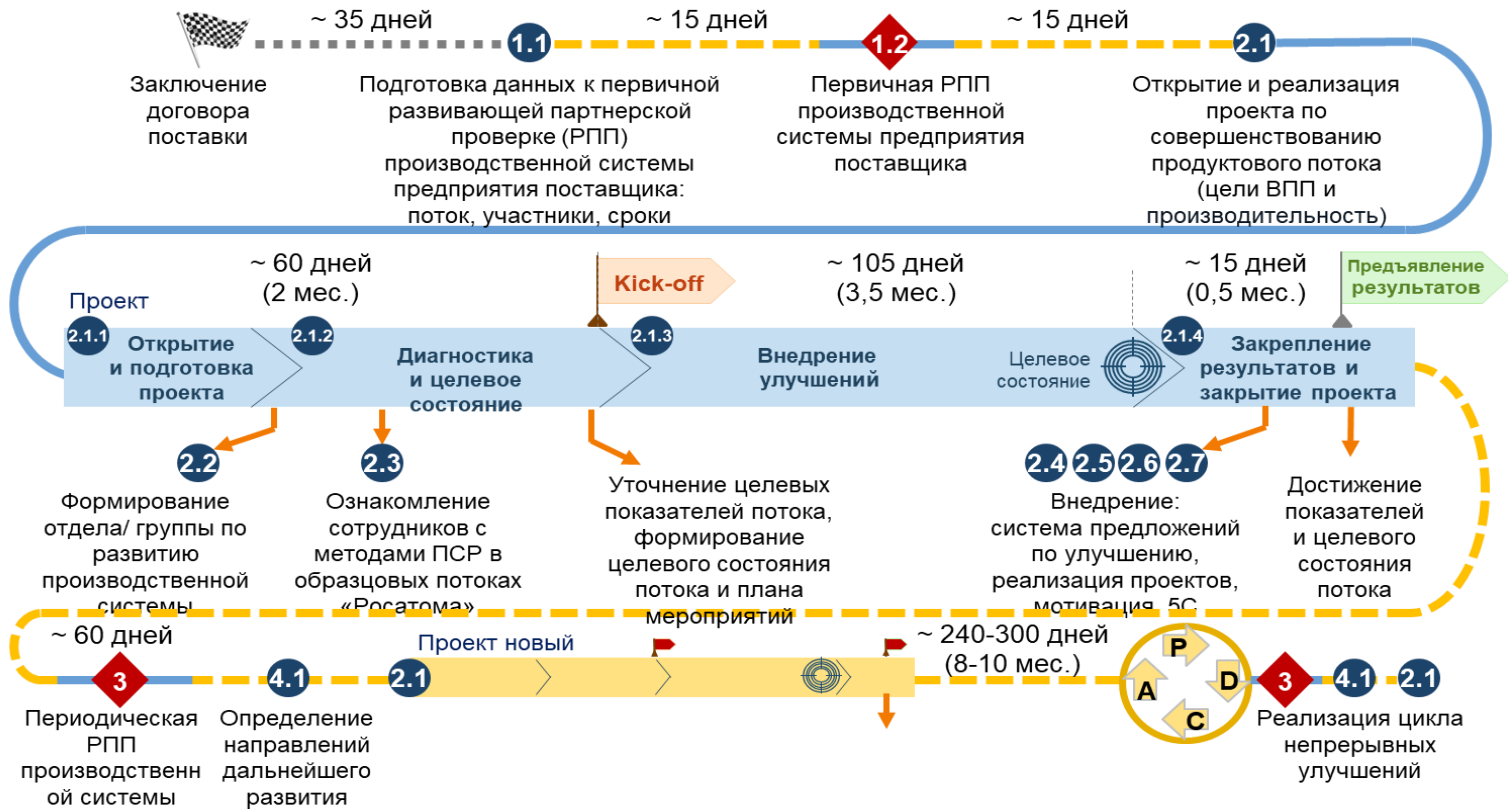 ~ 35 дней
~ 15 дней
~ 15 дней
1.1
1.2
2.1
Заключение
договора
поставки
Подготовка данных к первичной
развивающей партнерской
проверке (РПП)
производственной системы
предприятия поставщика:
поток, участники, сроки
Первичная РПП
производственной
системы предприятия
поставщика
Открытие и реализация
проекта по
совершенствованию
продуктового потока
(цели ВПП и
производительность)
~ 60 дней
(2 мес.)
Kick-off
~ 105 дней
(3,5 мес.)
~ 15 дней
(0,5 мес.)
Предъявление
результатов
Проект
2.1.1
Открытие
и подготовка
проекта
2.1.2
Диагностика
и целевое
состояние
2.1.3
Внедрение
улучшений
Целевое
состояние
2.1.4
Закрепление
результатов и
закрытие проекта
2.2
Формирование
отдела/ группы по
развитию
производственной
системы
2.3
Ознакомление
сотрудников с
методами ПСР в
образцовых потоках
«Росатома»
Уточнение целевых
показателей потока,
формирование
целевого состояния
потока и плана
мероприятий
2.4 2.5 2.6 2.7
Внедрение:
система предложений
по улучшению,
реализация проектов,
мотивация, 5С
Достижение
показателей
и целевого
состояния
потока
~ 60 дней
3
Периодическая
РПП
производственн
ой системы
4.1
Определение
направлений
дальнейшего
развития
2.1
Проект новый
~ 240-300 дней
(8-10 мес.)
P
D
C
A
3
4.1
2.1
Реализация цикла
непрерывных
улучшений